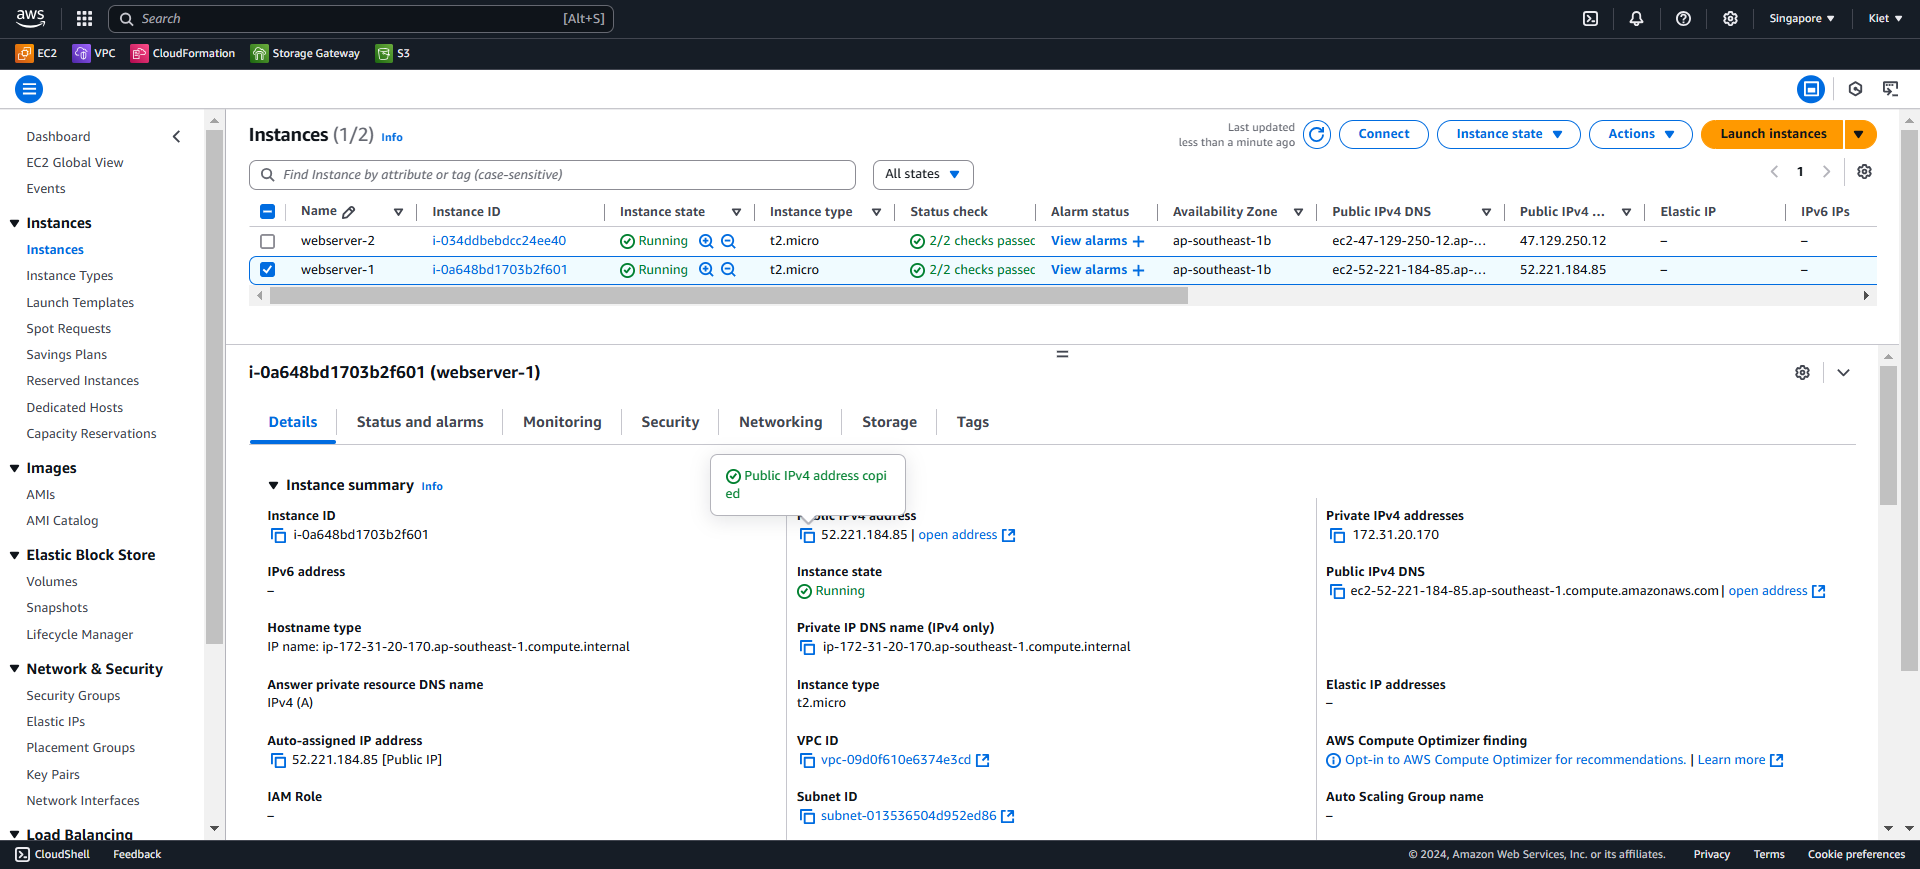 aws
Search [Alt+S]
Singapore ▼ Kiet ▼
EC2 VPC CloudFormation Storage Gateway S3
Dashboard
EC2 Global View
Events
Instances
Instances
Instance Types
Launch Templates
Spot Requests
Savings Plans
Reserved Instances
Dedicated Hosts
Capacity Reservations
Images
AMIs
AMI Catalog
Elastic Block Store
Volumes
Snapshots
Lifecycle Manager
Network & Security
Security Groups
Elastic IPs
Placement Groups
Key Pairs
Network Interfaces
Load Balancing
Instances (1/2) Info
Last updated
less than a minute ago
Connect Instance state Actions Launch instances
Find Instance by attribute or tag (case-sensitive)
All states
1
Name Instance ID Instance state Instance type Status check Alarm status Availability Zone Public IPv4 DNS Public IPv4 ... Elastic IP IPv6 IPs
webserver-2 i-034ddbebdcc24ee40 Running t2.micro 2/2 checks passec View alarms + ap-southeast-1b ec2-47-129-250-12.ap-... 47.129.250.12 – –
webserver-1 i-0a648bd1703b2f601 Running t2.micro 2/2 checks passec View alarms + ap-southeast-1b ec2-52-221-184-85.ap-... 52.221.184.85 – –
i-0a648bd1703b2f601 (webserver-1)
Details Status and alarms Monitoring Security Networking Storage Tags
Public IPv4 address copi
ed
Instance summary Info
Instance ID
i-0a648bd1703b2f601
Public IPv4 address
52.221.184.85 | open address
Private IPv4 addresses
172.31.20.170
IPv6 address
–
Instance state
Running
Public IPv4 DNS
ec2-52-221-184-85.ap-southeast-1.compute.amazonaws.com | open address
Hostname type
IP name: ip-172-31-20-170.ap-southeast-1.compute.internal
Private IP DNS name (IPv4 only)
ip-172-31-20-170.ap-southeast-1.compute.internal
Answer private resource DNS name
IPv4 (A)
Instance type
t2.micro
Elastic IP addresses
–
Auto-assigned IP address
52.221.184.85 [Public IP]
VPC ID
vpc-09d0f610e6374e3cd
AWS Compute Optimizer finding
Opt-in to AWS Compute Optimizer for recommendations. | Learn more
IAM Role
–
Subnet ID
subnet-013536504d952ed86
Auto Scaling Group name
–
CloudShell Feedback
© 2024, Amazon Web Services, Inc. or its affiliates. Privacy Terms Cookie preferences